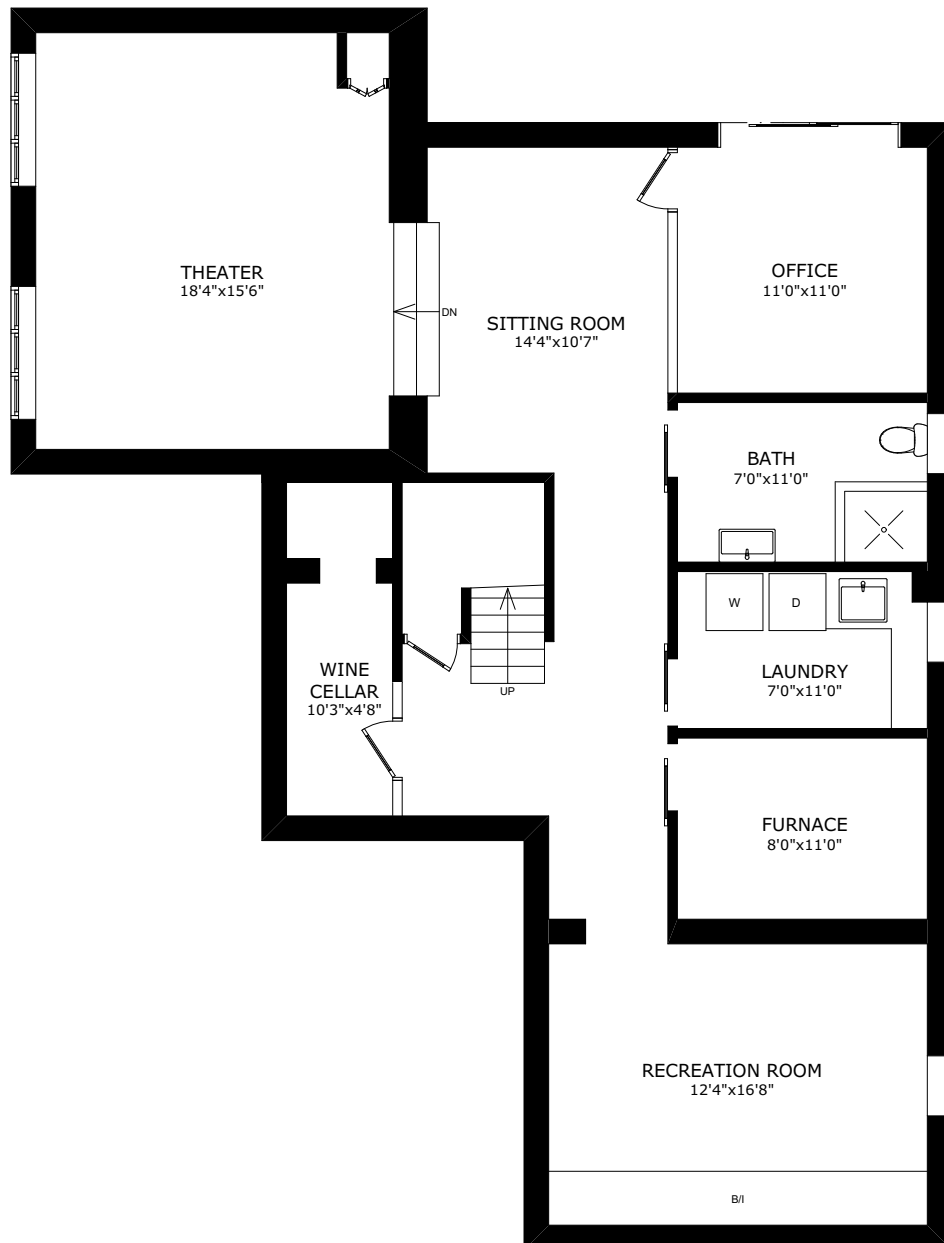 THEATER
18'4"x15'6"
DN
SITTING ROOM
14'4"x10'7"
OFFICE
11'0"x11'0"
BATH
7'0"x11'0"
W
D
LAUNDRY
7'0"x11'0"
WINE
CELLAR
10'3"x4'8"
UP
FURNACE
8'0"x11'0"
RECREATION ROOM
12'4"x16'8"
B/I